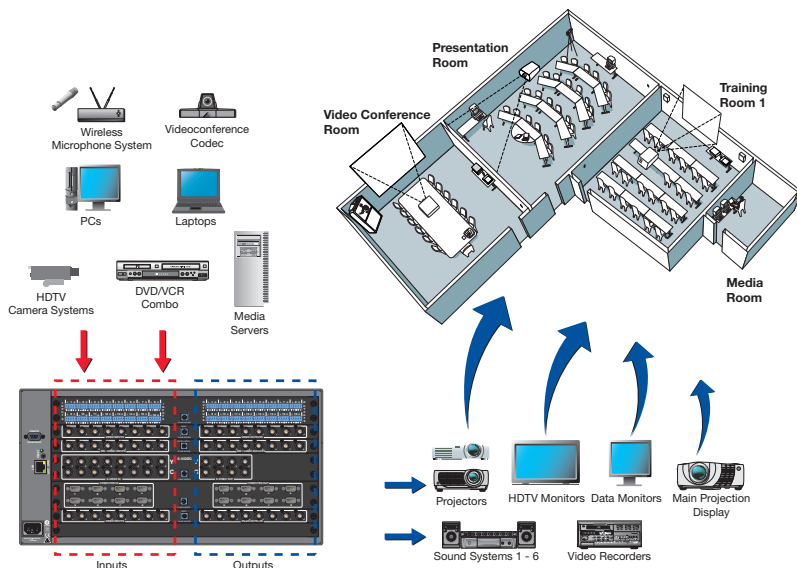 Presentation
Room
Training
Room 1
Video Conference
Room
Media
Room
Wireless
Microphone System
Videoconference
Codec
PCs
Laptops
HDTV
Camera Systems
DVD/VCR
Combo
Media
Servers
Y
C
Inputs
Outputs
Projectors
HDTV Monitors
Data Monitors
Main Projection
Display
Sound Systems 1 - 6
Video Recorders